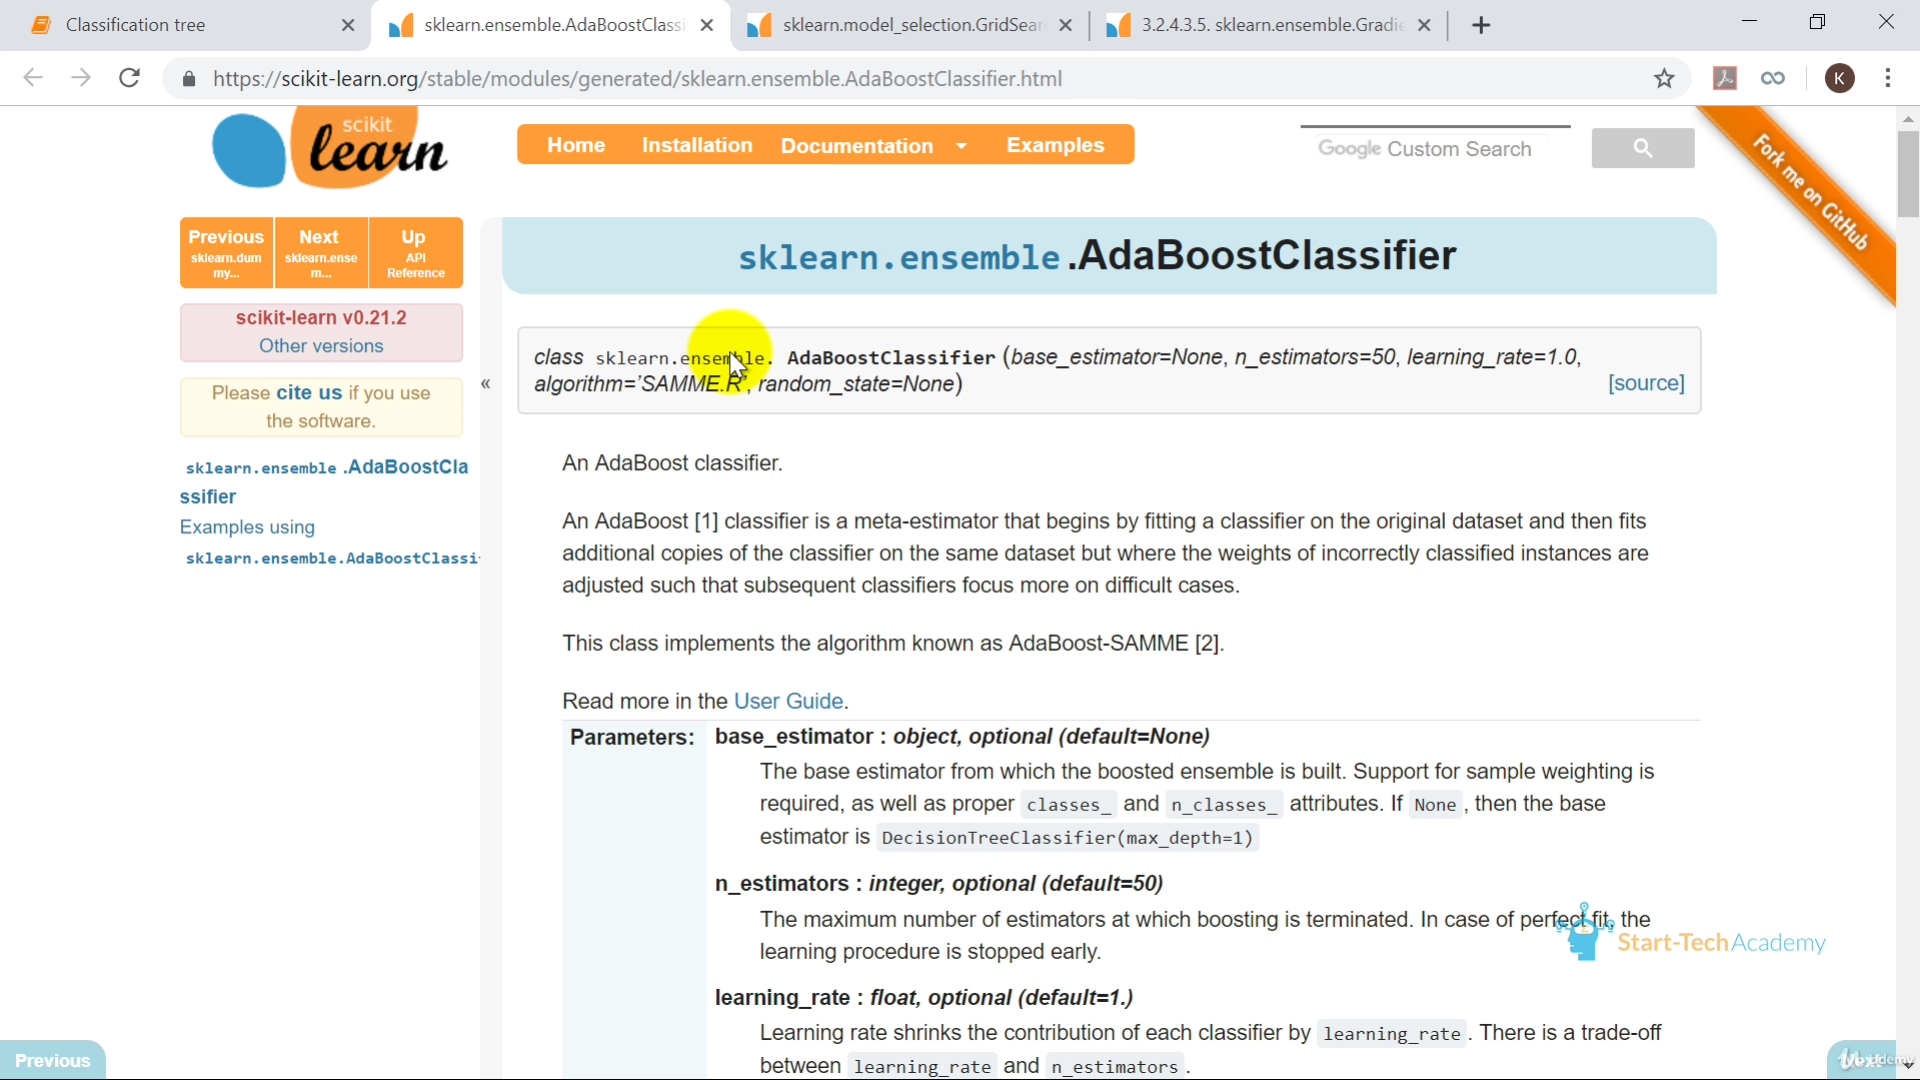 Classification tree
sklearn.ensemble.AdaBoostClassi
sklearn.model_selection.GridSear
3.2.4.3.5. sklearn.ensemble.Gradie
https://scikit-learn.org/stable/modules/generated/sklearn.ensemble.AdaBoostClassifier.html
K
scikit
learn
Home Installation Documentation Examples
Google Custom Search
Fork me on GitHub
Previous
sklearn.dum
my...
Next
sklearn.ense
m...
Up
API
Reference
scikit-learn v0.21.2
Other versions
Please cite us if you use
the software.
sklearn.ensemble.AdaBoostCla
ssifier
Examples using
sklearn.ensemble.AdaBoostClassi
«
sklearn.ensemble.AdaBoostClassifier
class sklearn.ensemble. AdaBoostClassifier (base_estimator=None, n_estimators=50, learning_rate=1.0,
algorithm='SAMME.R', random_state=None)
[source]
An AdaBoost classifier.
An AdaBoost [1] classifier is a meta-estimator that begins by fitting a classifier on the original dataset and then fits
additional copies of the classifier on the same dataset but where the weights of incorrectly classified instances are
adjusted such that subsequent classifiers focus more on difficult cases.
This class implements the algorithm known as AdaBoost-SAMME [2].
Read more in the User Guide.
Parameters:
base_estimator : object, optional (default=None)
The base estimator from which the boosted ensemble is built. Support for sample weighting is
required, as well as proper classes_ and n_classes_ attributes. If None , then the base
estimator is DecisionTreeClassifier(max_depth=1)
n_estimators : integer, optional (default=50)
The maximum number of estimators at which boosting is terminated. In case of perfect fit, the
learning procedure is stopped early.
Start-Tech Academy
learning_rate : float, optional (default=1.)
Learning rate shrinks the contribution of each classifier by learning_rate . There is a trade-off
between learning_rate and n_estimators .
Previous
Next